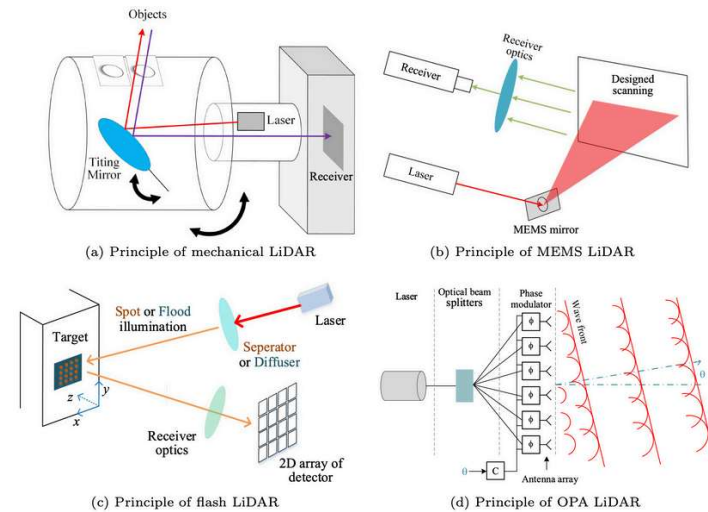 Objects
Laser
Titing
Mirror
Receiver
(a) Principle of mechanical LiDAR
Receiver
optics
Receiver
Designed
scanning
Laser
MEMS mirror
(b) Principle of MEMS LiDAR
Spot or Flood
illumination
Target
Laser
Seperator
or Diffuser
z
y
x
Receiver
optics
2D array of
detector
(c) Principle of flash LiDAR
Laser
Optical beam
splitters
Phase
modulator
Wave front
ϕ
ϕ
ϕ
ϕ
ϕ
ϕ
θ
θ
C
Antenna array
(d) Principle of OPA LiDAR